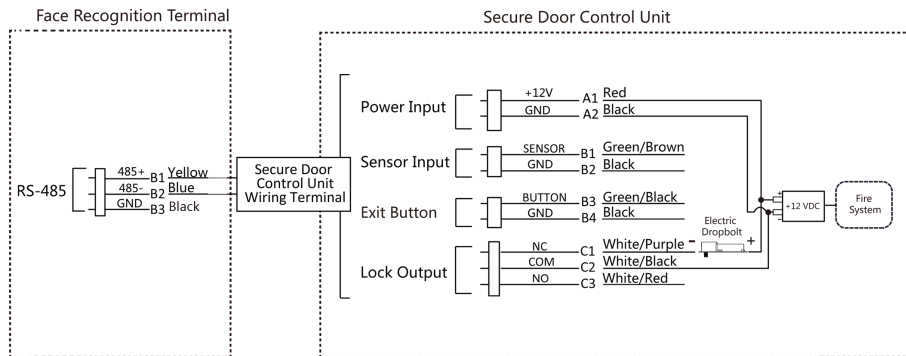 Face Recognition Terminal
Secure Door Control Unit
RS-485
485+ B1 Yellow
485- B2 Blue
GND B3 Black
Secure Door
Control Unit
Wiring Terminal
Power Input
+12V A1 Red
GND A2 Black
Sensor Input
SENSOR B1 Green/Brown
GND B2 Black
Exit Button
BUTTON B3 Green/Black
GND B4 Black
Lock Output
NC C1 White/Purple
COM C2 White/Black
NO C3 White/Red
Electric
Dropbolt
- +
+
+12 VDC
-
Fire
System